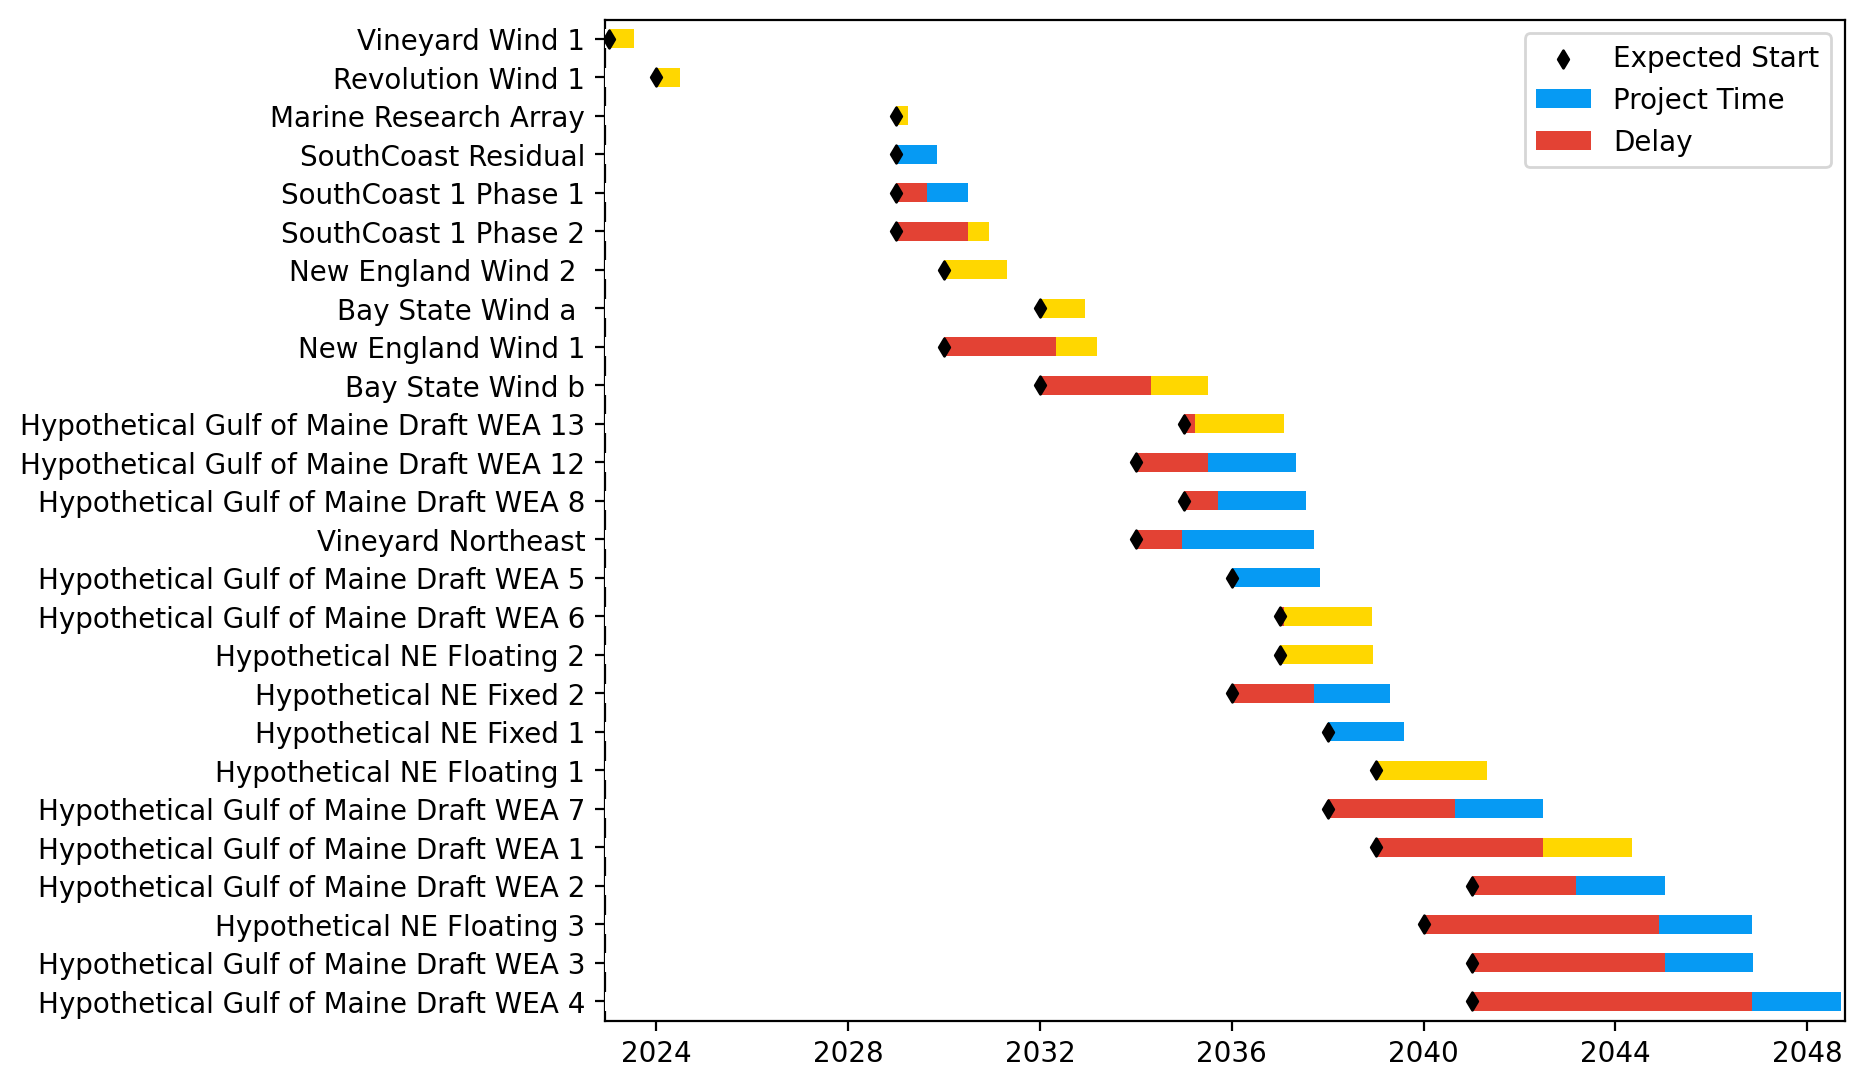 Vineyard Wind 1
Revolution Wind 1
Marine Research Array
SouthCoast Residual
SouthCoast 1 Phase 1
SouthCoast 1 Phase 2
New England Wind 2
Bay State Wind a
New England Wind 1
Bay State Wind b
Hypothetical Gulf of Maine Draft WEA 13
Hypothetical Gulf of Maine Draft WEA 12
Hypothetical Gulf of Maine Draft WEA 8
Vineyard Northeast
Hypothetical Gulf of Maine Draft WEA 5
Hypothetical Gulf of Maine Draft WEA 6
Hypothetical NE Floating 2
Hypothetical NE Fixed 2
Hypothetical NE Fixed 1
Hypothetical NE Floating 1
Hypothetical Gulf of Maine Draft WEA 7
Hypothetical Gulf of Maine Draft WEA 1
Hypothetical Gulf of Maine Draft WEA 2
Hypothetical NE Floating 3
Hypothetical Gulf of Maine Draft WEA 3
Hypothetical Gulf of Maine Draft WEA 4
Expected Start
Project Time
Delay
2024 2028 2032 2036 2040 2044 2048